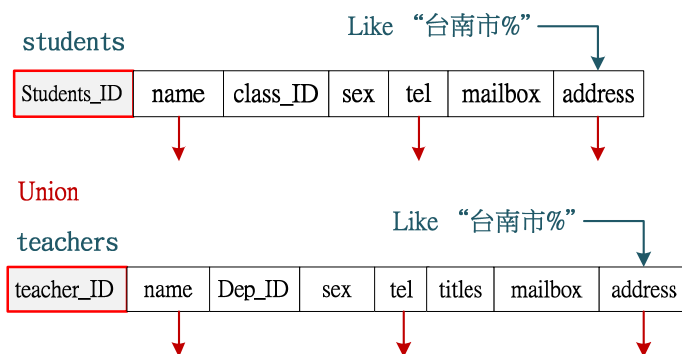 Like “台南市%”
students
Students_ID name class_ID sex tel mailbox address
Union
Like “台南市%”
teachers
teacher_ID name Dep_ID sex tel titles mailbox address